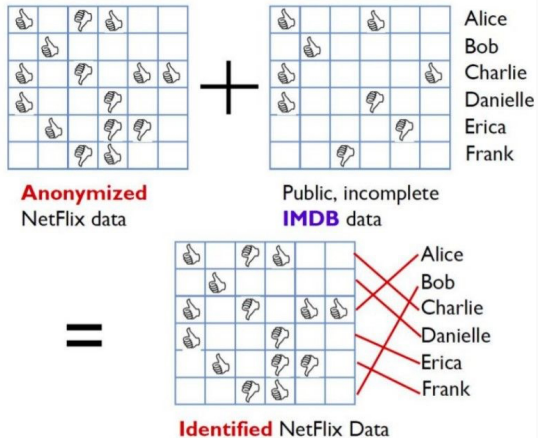 Alice
Bob
Charlie
Danielle
Erica
Frank
Anonymized
NetFlix data
Public, incomplete
IMDB data
Alice
Bob
Charlie
Danielle
Erica
Frank
Identified NetFlix Data